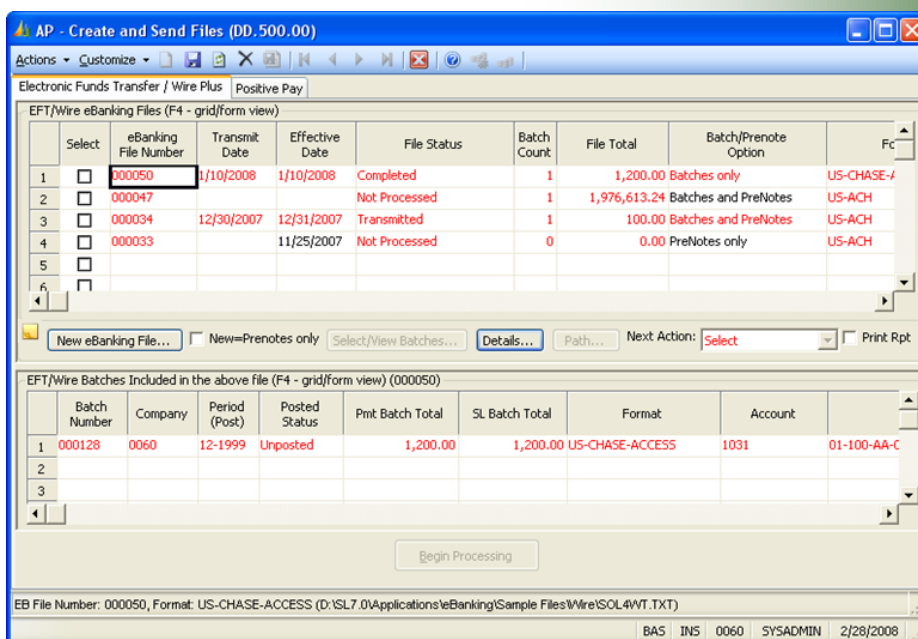 AP - Create and Send Files (DD.500.00)
Actions Customize
Electronic Funds Transfer / Wire Plus Positive Pay
EFT/Wire eBanking Files (F4 - grid/form view)
Select eBanking File Number Transmit Date Effective Date File Status Batch Count File Total Batch/Prenote Option
1 000050 1/10/2008 1/10/2008 Completed 1 1,200.00 Batches only US-CHASE-A
2 000047 Not Processed 1 1,976,613.24 Batches and PreNotes US-ACH
3 000034 12/30/2007 12/31/2007 Transmitted 1 100.00 Batches and PreNotes US-ACH
4 000033 11/25/2007 Not Processed 0 0.00 PreNotes only US-ACH
5
6
New eBanking File... New=Prenotes only Select/View Batches... Details... Path... Next Action: Select Print Rpt
EFT/Wire Batches Included in the above file (F4 - grid/form view) (000050)
Batch Number Company Period (Post) Posted Status Pmt Batch Total SL Batch Total Format Account
1 000128 0060 12-1999 Unposted 1,200.00 1,200.00 US-CHASE-ACCESS 1031 01-100-AA-0
2
3
Begin Processing
EB File Number: 000050, Format: US-CHASE-ACCESS (D:\SL7.0\Applications\eBanking\Sample Files\Wire\SOL4WT.TXT)
BAS INS 0060 SYSADMIN 2/28/2008